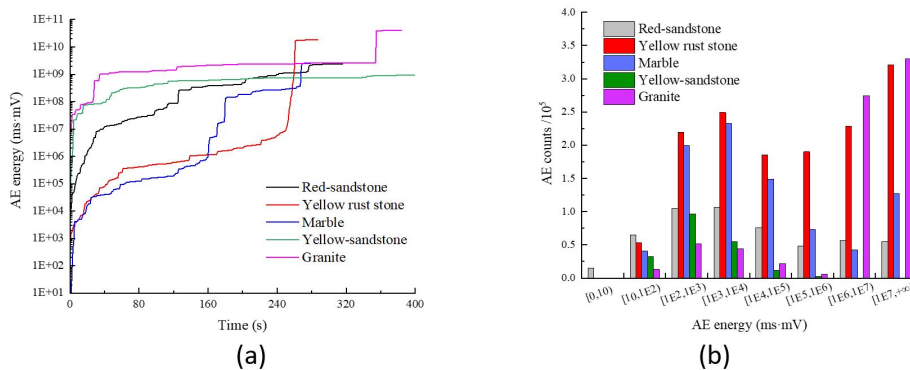 1E+11
1E+10
1E+09
1E+08
1E+07
1E+06
1E+05
1E+04
1E+03
1E+02
1E+01
AE energy (ms·mV)
0
80
160
240
320
400
Time (s)
Red-sandstone
Yellow rust stone
Marble
Yellow-sandstone
Granite
(a)
4.0
3.5
3.0
2.5
2.0
1.5
1.0
0.5
0.0
AE counts /10⁵
Red-sandstone
Yellow rust stone
Marble
Yellow-sandstone
Granite
[0,10)
[10,1E2)
[1E2,1E3)
[1E3,1E4)
[1E4,1E5)
[1E5,1E6)
[1E6,1E7)
[1E7,+∞
AE energy (ms·mV)
(b)